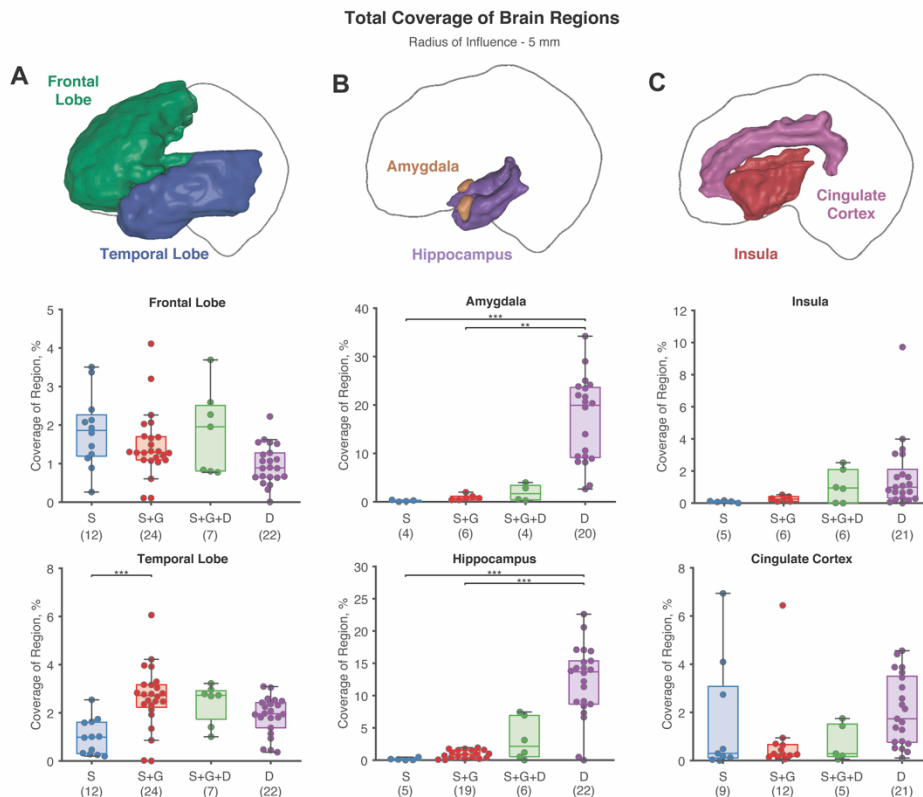 Total Coverage of Brain Regions
Radius of Influence - 5 mm
A
Frontal
Lobe
Temporal Lobe
B
Amygdala
Hippocampus
C
Cingulate
Cortex
Insula
Frontal Lobe
Coverage of Region, %
5
4
3
2
1
0
S S+G S+G+D D
(12) (24) (7) (22)
Amygdala
Coverage of Region, %
40
30
20
10
0
***
**
S S+G S+G+D D
(4) (6) (4) (20)
Insula
Coverage of Region, %
12
10
8
6
4
2
0
S S+G S+G+D D
(5) (6) (6) (21)
Temporal Lobe
Coverage of Region, %
8
6
4
2
0
***
S S+G S+G+D D
(12) (24) (7) (22)
Hippocampus
Coverage of Region, %
30
25
20
15
10
5
0
***
***
S S+G S+G+D D
(5) (19) (6) (22)
Cingulate Cortex
Coverage of Region, %
8
6
4
2
0
S S+G S+G+D D
(9) (12) (5) (21)